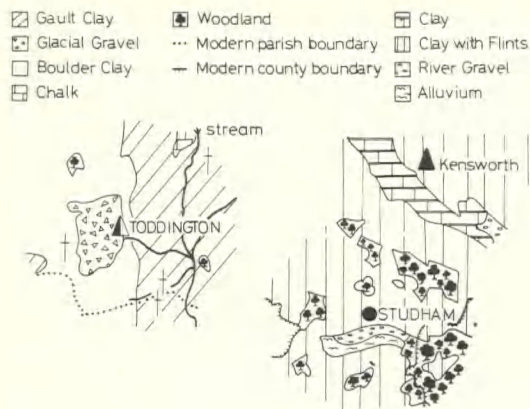 Gault Clay
Glacial Gravel
Boulder Clay
Chalk
Woodland
Modern parish boundary
Modern county boundary
Clay
Clay with Flints
River Gravel
Alluvium
stream
TODDINGTON
Kensworth
STUDHAM